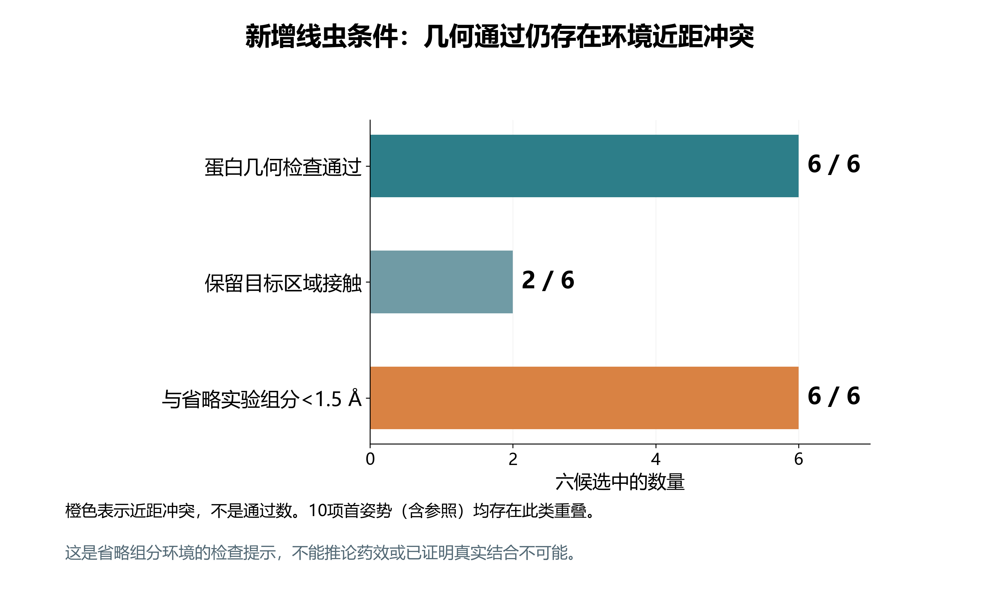 新增线虫条件：几何通过仍存在环境近距冲突
蛋白几何检查通过
6 / 6
保留目标区域接触
2 / 6
与省略实验组分<1.5 Å
6 / 6
0 2 4 6
六候选中的数量
橙色表示近距冲突，不是通过数。10项首姿势（含参照）均存在此类重叠。
这是省略组分环境的检查提示，不能推论药效或已证明真实结合不可能。